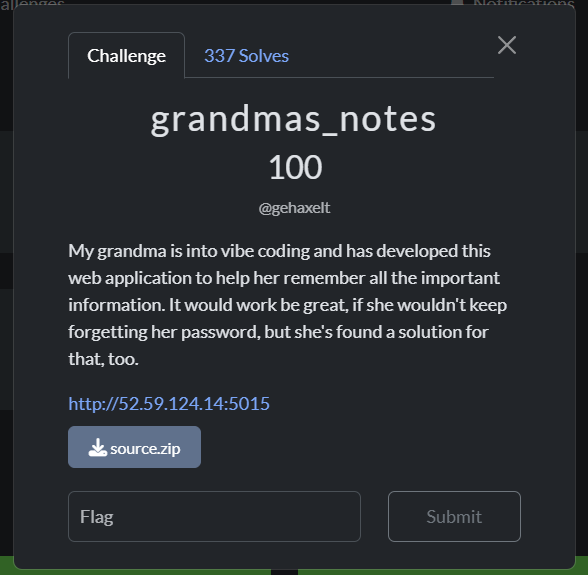 allenges
Notifications
Challenge
337 Solves
grandmas_notes
100
@gehaxelt
My grandma is into vibe coding and has developed this
web application to help her remember all the important
information. It would work be great, if she wouldn't keep
forgetting her password, but she's found a solution for
that, too.
http://52.59.124.14:5015
source.zip
Flag
Submit